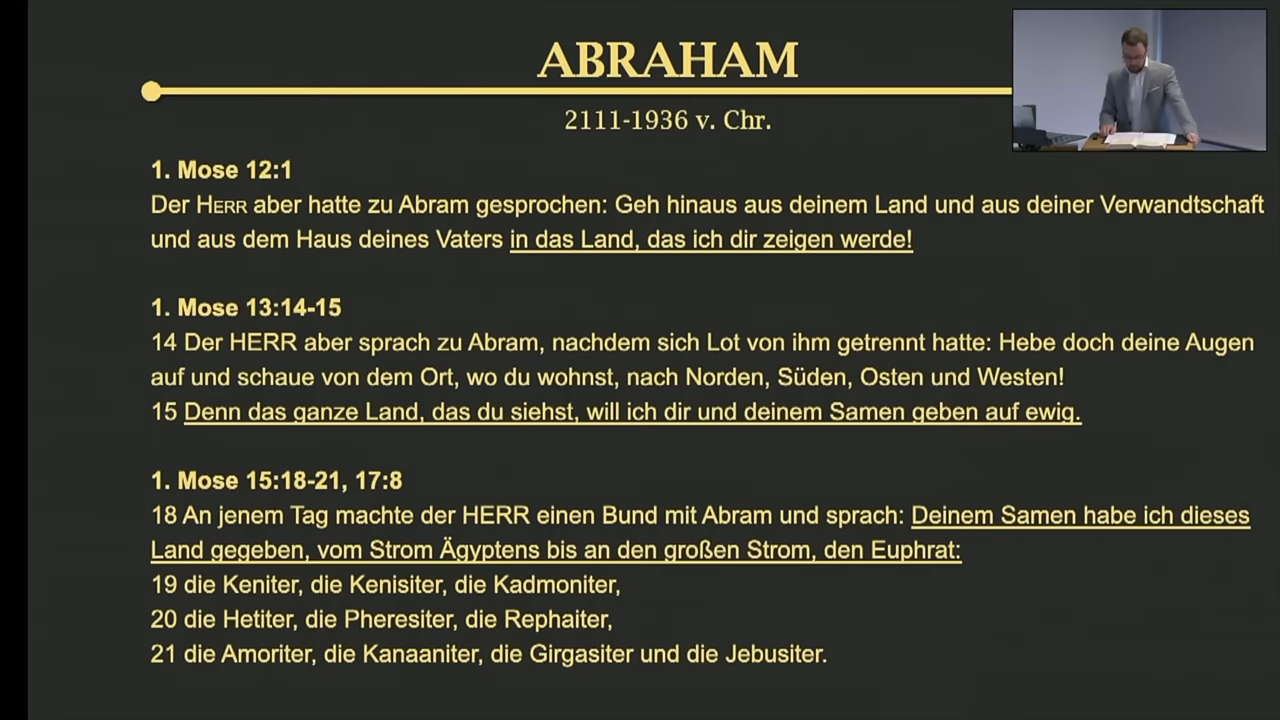 ABRAHAM
2111-1936 v. Chr.
1. Mose 12:1
Der HERR aber hatte zu Abram gesprochen: Geh hinaus aus deinem Land und aus deiner Verwandtschaft
und aus dem Haus deines Vaters in das Land, das ich dir zeigen werde!
1. Mose 13:14-15
14 Der HERR aber sprach zu Abram, nachdem sich Lot von ihm getrennt hatte: Hebe doch deine Augen
auf und schaue von dem Ort, wo du wohnst, nach Norden, Süden, Osten und Westen!
15 Denn das ganze Land, das du siehst, will ich dir und deinem Samen geben auf ewig.
1. Mose 15:18-21, 17:8
18 An jenem Tag machte der HERR einen Bund mit Abram und sprach: Deinem Samen habe ich dieses
Land gegeben, vom Strom Ägyptens bis an den großen Strom, den Euphrat:
19 die Keniter, die Kenisiter, die Kadmoniter,
20 die Hetiter, die Pheresiter, die Rephaiter,
21 die Amoriter, die Kanaaniter, die Girgasiter und die Jebusiter.